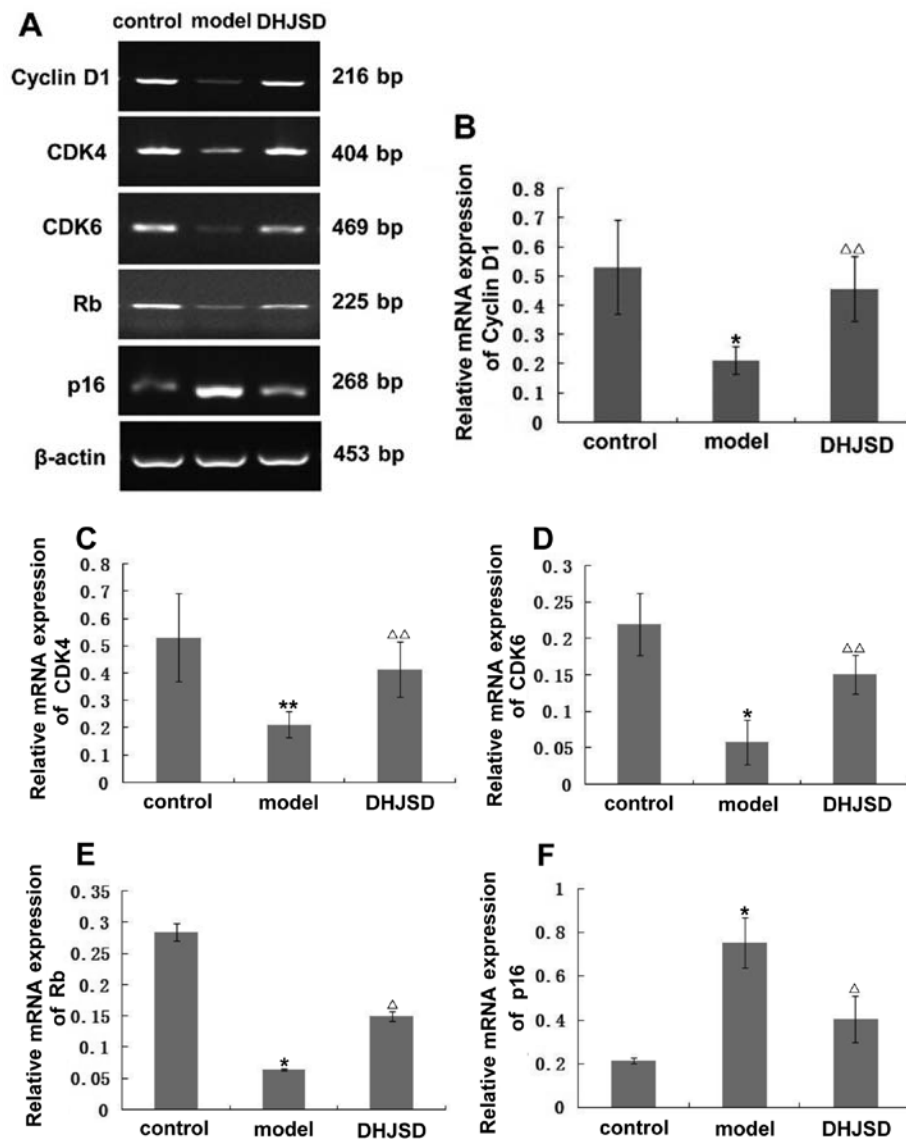 A
control model DHJSD
Cyclin D1 216 bp
CDK4 404 bp
CDK6 469 bp
Rb 225 bp
p16 268 bp
β-actin 453 bp
B
Relative mRNA expression
of Cyclin D1
0.8
0.7
0.6
0.5
0.4
0.3
0.2
0.1
0
*
△△
control model DHJSD
C
Relative mRNA expression
of CDK4
0.8
0.7
0.6
0.5
0.4
0.3
0.2
0.1
0
**
△△
control model DHJSD
D
Relative mRNA expression
of CDK6
0.3
0.25
0.2
0.15
0.1
0.05
0
*
△△
control model DHJSD
E
Relative mRNA expression
of Rb
0.35
0.3
0.25
0.2
0.15
0.1
0.05
0
*
△
control model DHJSD
F
Relative mRNA expression
of p16
1
0.8
0.6
0.4
0.2
0
*
△
control model DHJSD